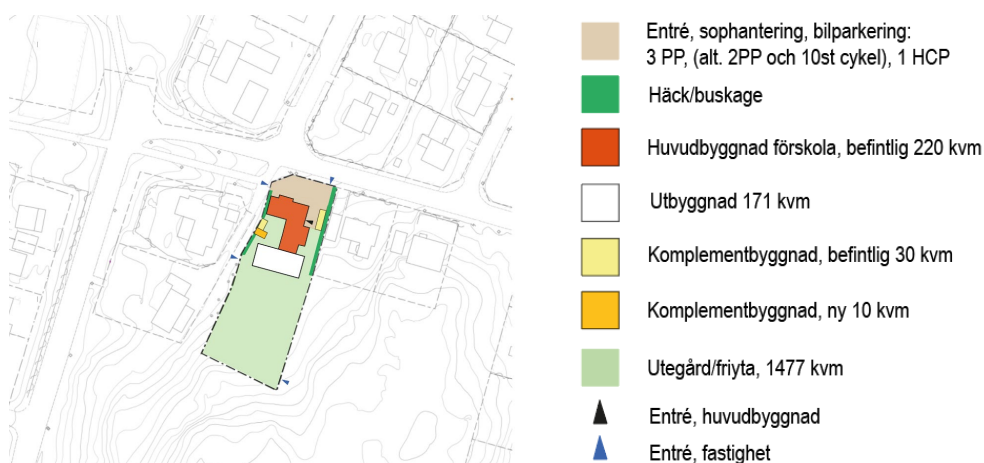 Entré, sophantering, bilparkering:
3 PP, (alt. 2PP och 10st cykel), 1 HCP
Häck/buskage
Huvudbyggnad förskola, befintlig 220 kvm
Utbyggnad 171 kvm
Komplementbyggnad, befintlig 30 kvm
Komplementbyggnad, ny 10 kvm
Utegård/friyta, 1477 kvm
Entré, huvudbyggnad
Entré, fastighet